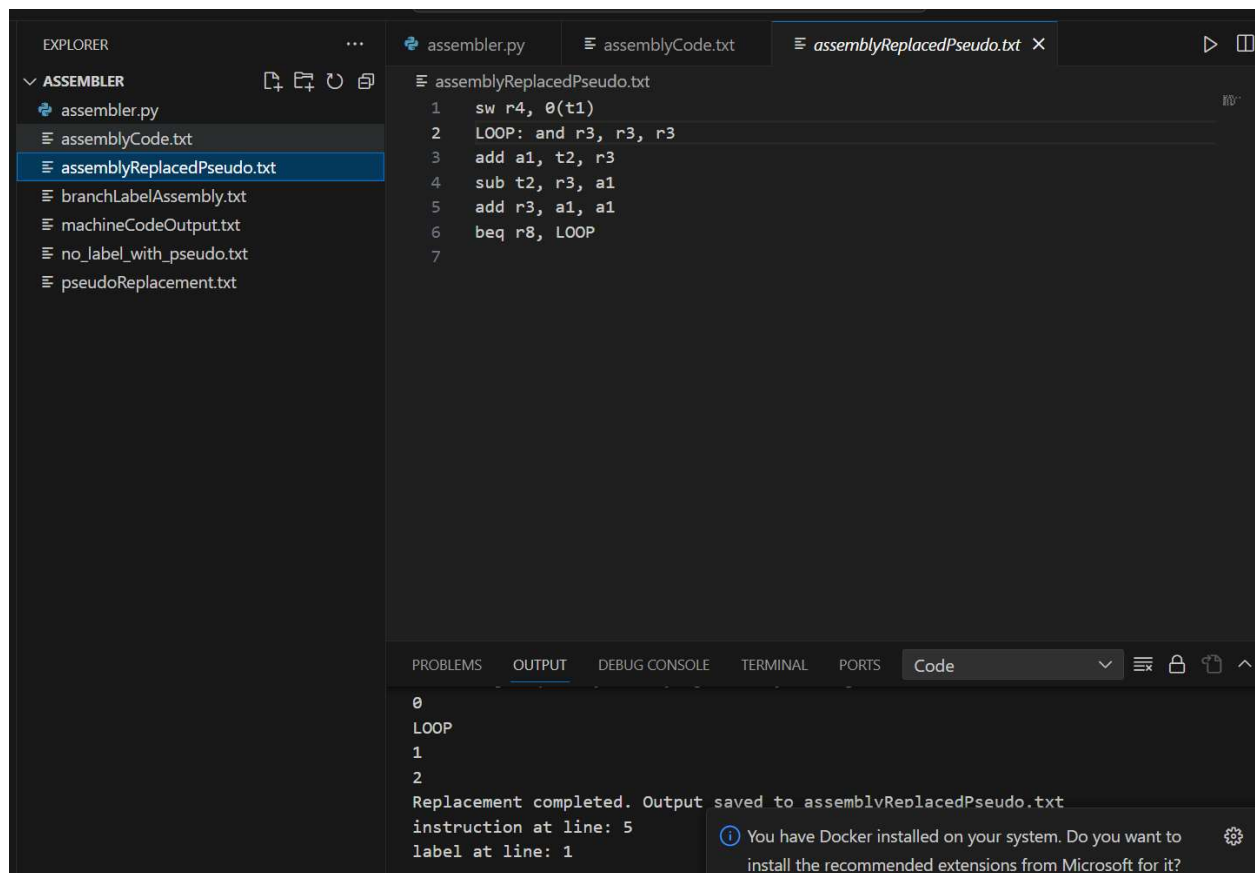 EXPLORER ...
ASSEMBLER
assembler.py
assemblyCode.txt
assemblyReplacedPseudo.txt
branchLabelAssembly.txt
machineCodeOutput.txt
no_label_with_pseudo.txt
pseudoReplacement.txt
assembler.py assemblyCode.txt assemblyReplacedPseudo.txt
assemblyReplacedPseudo.txt
1 sw r4, 0(t1)
2 LOOP: and r3, r3, r3
3 add a1, t2, r3
4 sub t2, r3, a1
5 add r3, a1, a1
6 beq r8, LOOP
7
PROBLEMS OUTPUT DEBUG CONSOLE TERMINAL PORTS Code
0
LOOP
1
2
Replacement completed. Output saved to assemblyReplacedPseudo.txt
instruction at line: 5
label at line: 1
You have Docker installed on your system. Do you want to
install the recommended extensions from Microsoft for it?